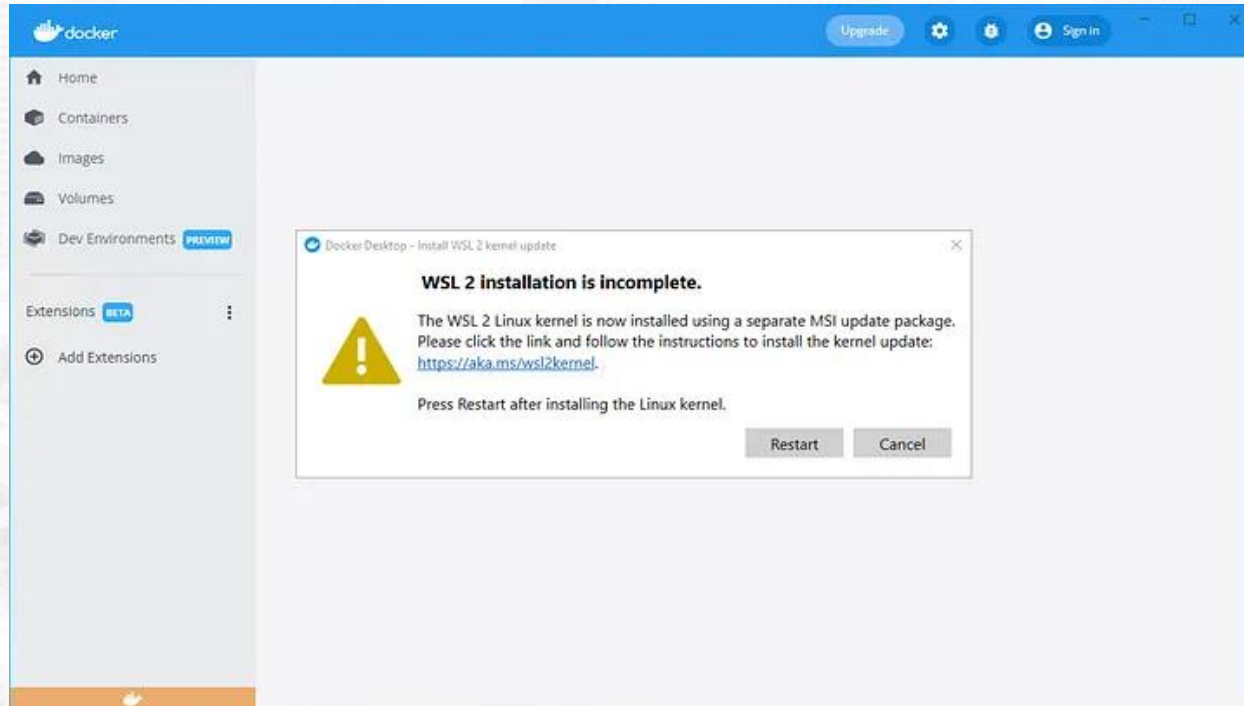 docker
Upgrade
Sign in
Home
Containers
Images
Volumes
Dev Environments PREVIEW
Extensions BETA
Add Extensions
Docker Desktop - Install WSL 2 kernel update
WSL 2 installation is incomplete.
The WSL 2 Linux kernel is now installed using a separate MSI update package.
Please click the link and follow the instructions to install the kernel update:
https://aka.ms/wsl2kernel.
Press Restart after installing the Linux kernel.
Restart
Cancel